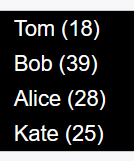 Tom (18)
Bob (39)
Alice (28)
Kate (25)